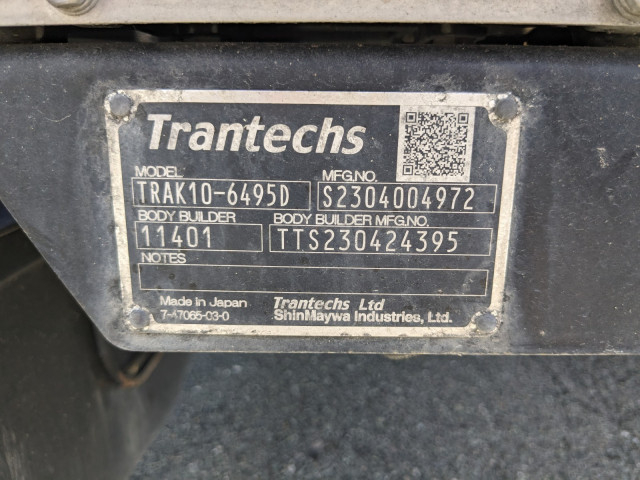 Trantechs
MODEL MFG.NO.
TRAK10-6495D S2304004972
BODY BUILDER BODY BUILDER MFG.NO.
11401 TTS230424395
NOTES
Made in Japan Trantechs Ltd
7-47065-03-0 ShinMaywa Industries, Ltd.